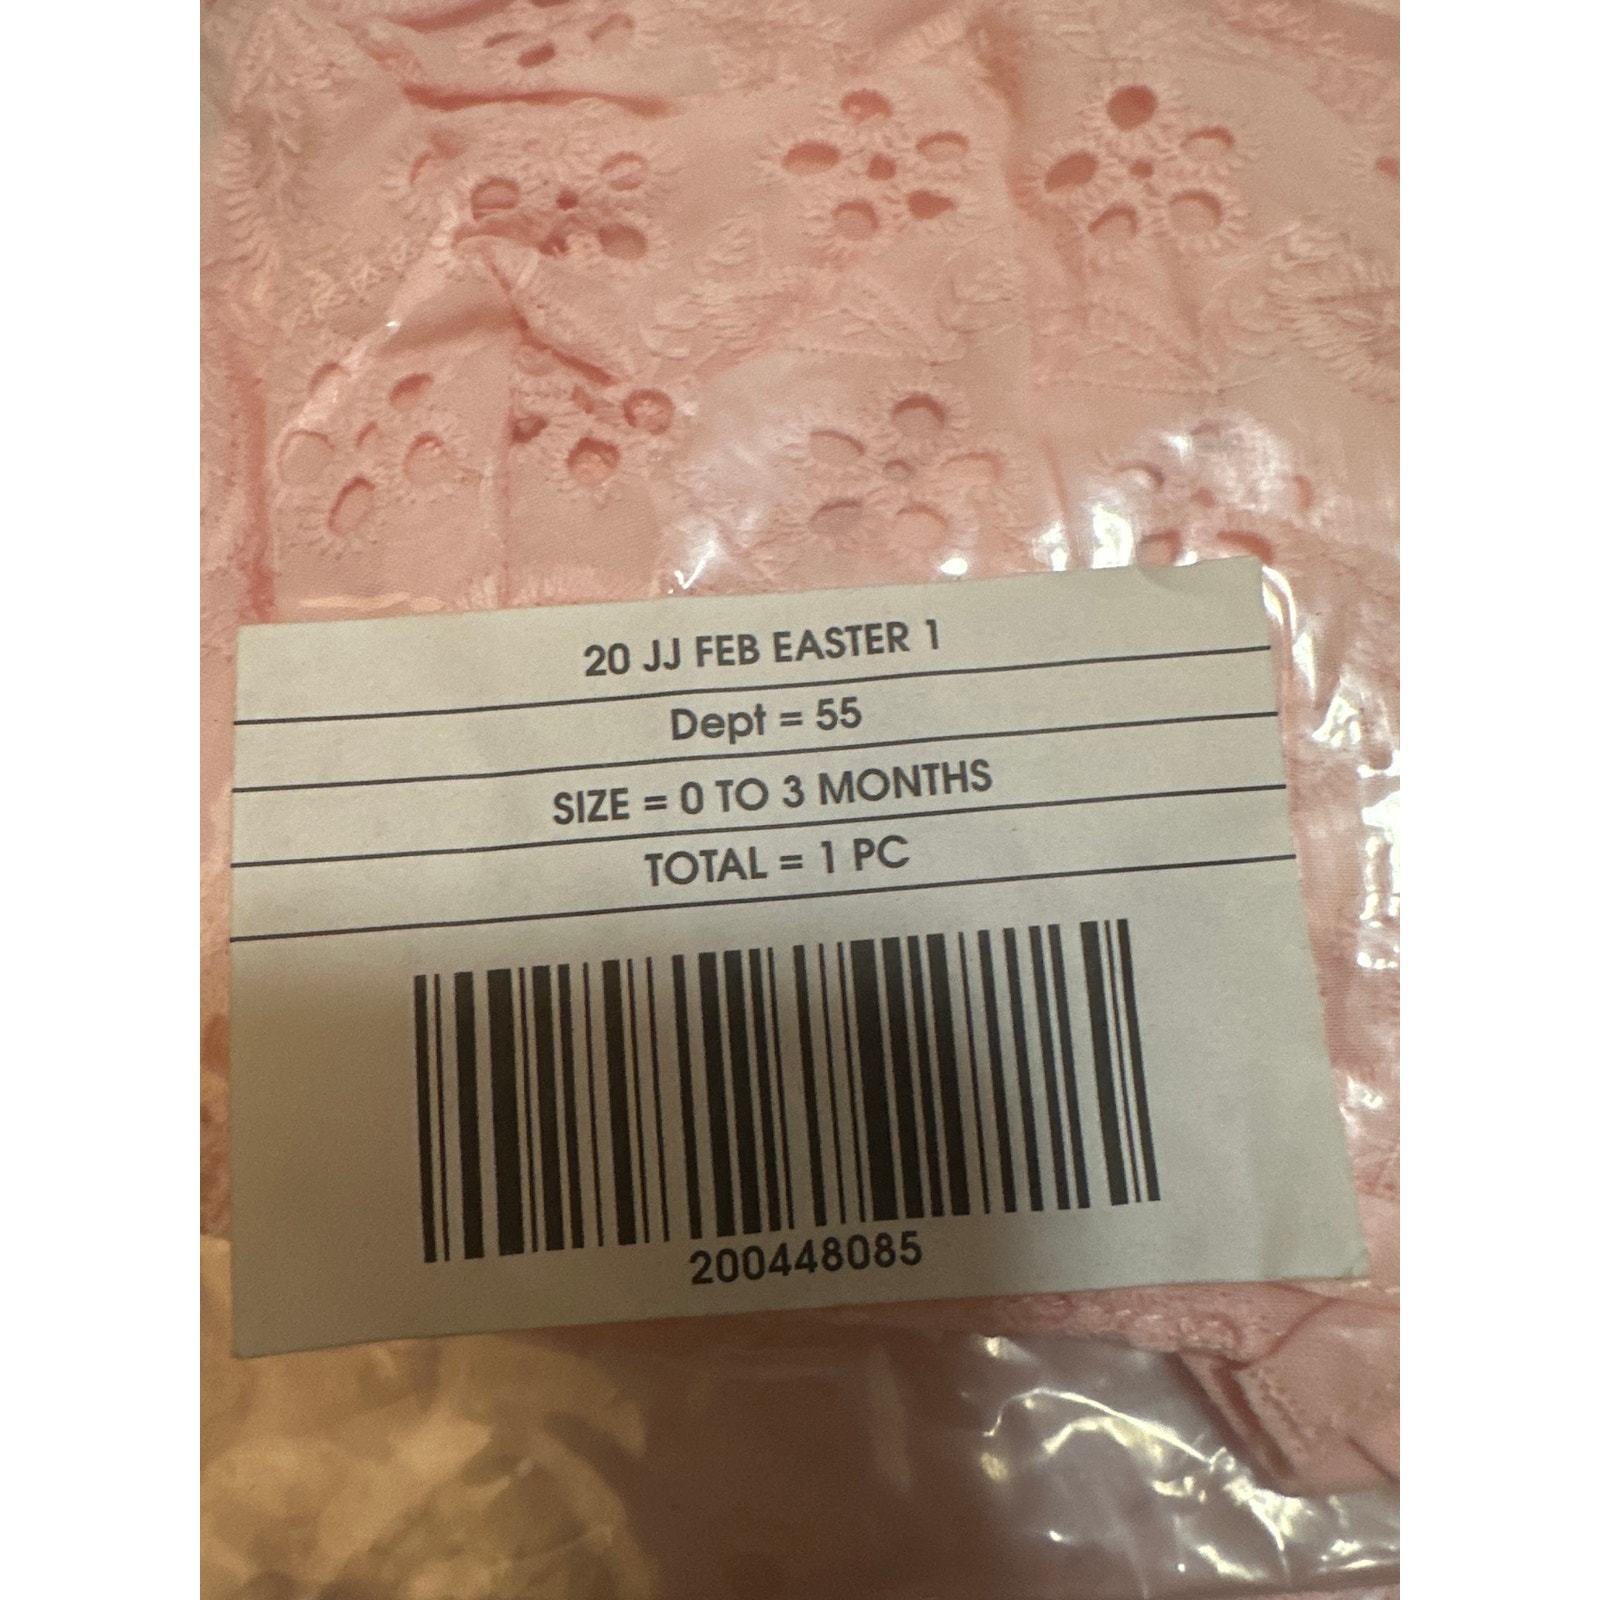 20 JJ FEB EASTER 1
Dept = 55
SIZE = 0 TO 3 MONTHS
TOTAL = 1 PC
200448085